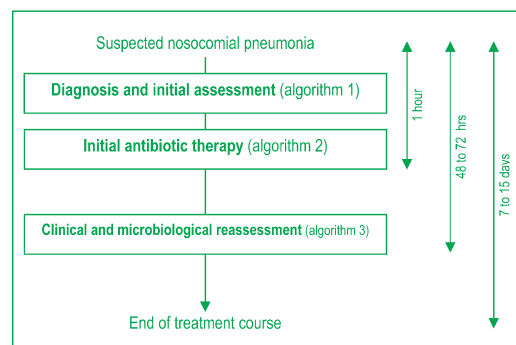 Suspected nosocomial pneumonia
Diagnosis and initial assessment (algorithm 1)
Initial antibiotic therapy (algorithm 2)
Clinical and microbiological reassessment (algorithm 3)
End of treatment course
1 hour
48 to 72 hrs
7 to 15 days